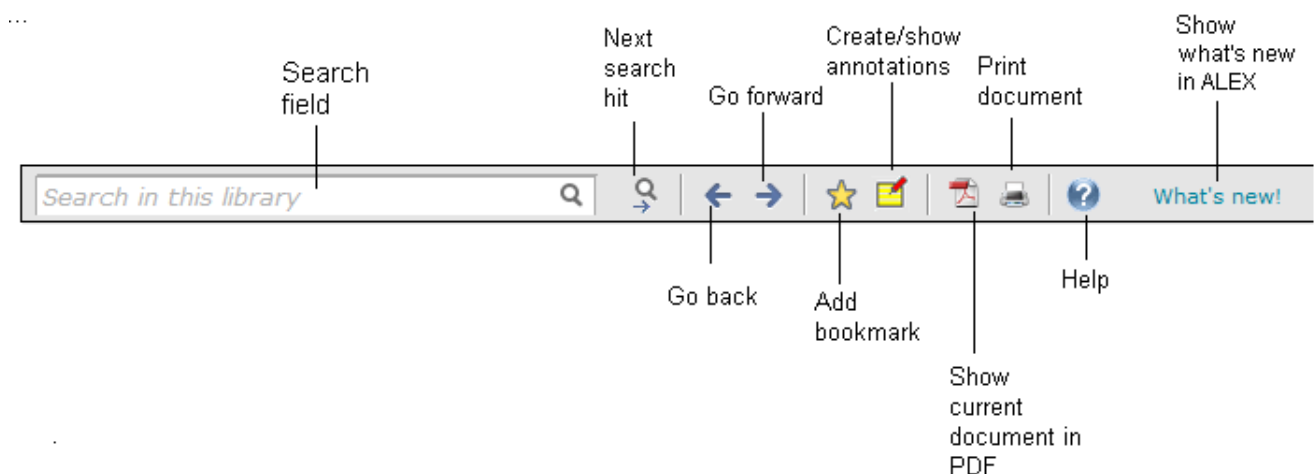 ...
Show
what's new
in ALEX
Create/show
annotations
Next
search
hit
Print
document
Search
field
Go forward
Search in this library
What's new!
Help
Go back
Add
bookmark
Show
current
document in
PDF
.